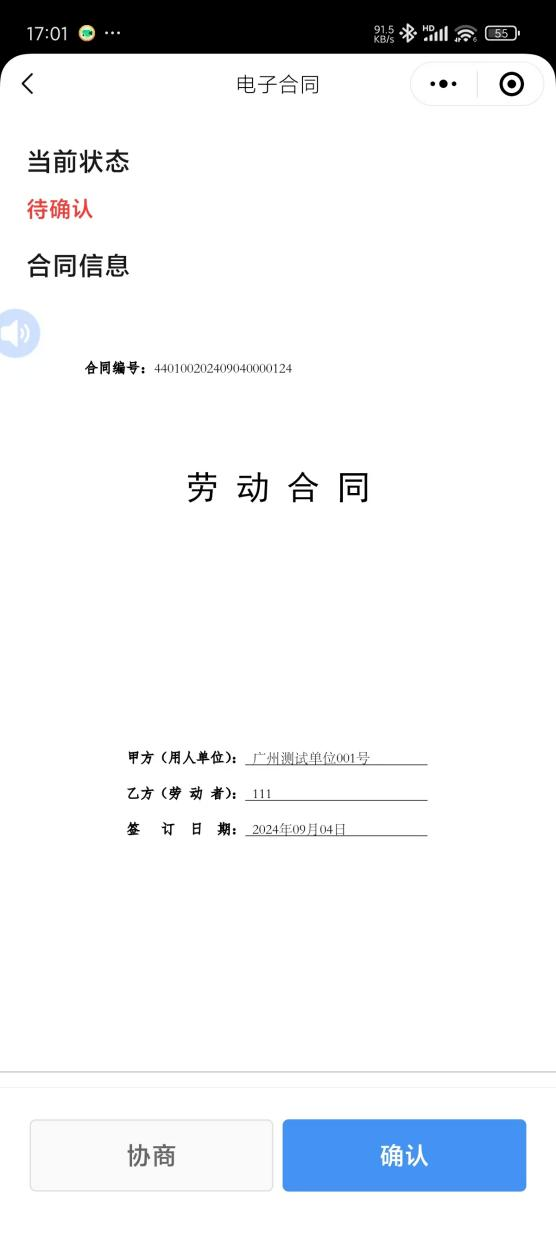 17:01 ··· 91.5 KB/s HD 6 55
电子合同
当前状态
待确认
合同信息
合同编号：440100202409040000124
劳 动 合 同
甲方（用人单位）： 广州测试单位001号
乙方（劳 动 者）： 111
签 订 日 期： 2024年09月04日
协商 确认